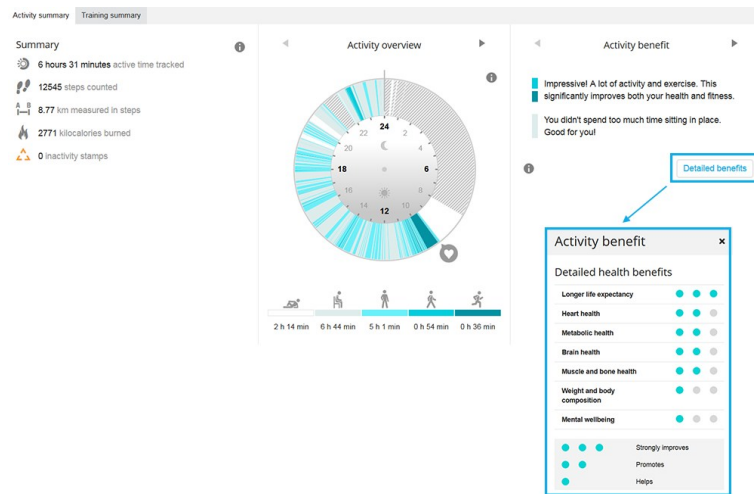 Activity summary
Training summary
Summary
6 hours 31 minutes active time tracked
12545 steps counted
A B
8.77 km measured in steps
2771 kilocalories burned
0 inactivity stamps
Activity overview
24
2
4
6
8
10
12
14
16
18
20
22
2 h 14 min
6 h 44 min
5 h 1 min
0 h 54 min
0 h 36 min
Activity benefit
Impressive! A lot of activity and exercise. This
significantly improves both your health and fitness.
You didn't spend too much time sitting in place.
Good for you!
Detailed benefits
Activity benefit
Detailed health benefits
Longer life expectancy
Heart health
Metabolic health
Brain health
Muscle and bone health
Weight and body
composition
Mental wellbeing
Strongly improves
Promotes
Helps